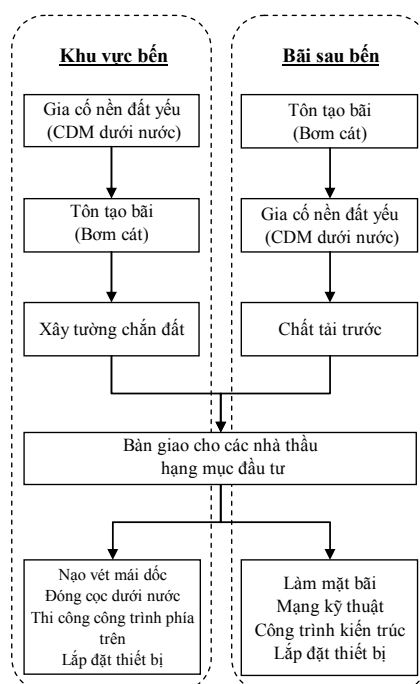 Khu vực bến
Bãi sau bến
Gia cố nền đất yếu
(CDM dưới nước)
Tôn tạo bãi
(Bơm cát)
Tôn tạo bãi
(Bơm cát)
Gia cố nền đất yếu
(CDM dưới nước)
Xây tường chắn đất
Chất tải trước
Bàn giao cho các nhà thầu
hạng mục đầu tư
Nạo vét mái dốc
Đóng cọc dưới nước
Thi công công trình phía
trên
Lắp đặt thiết bị
Làm mặt bãi
Mạng kỹ thuật
Công trình kiến trúc
Lắp đặt thiết bị